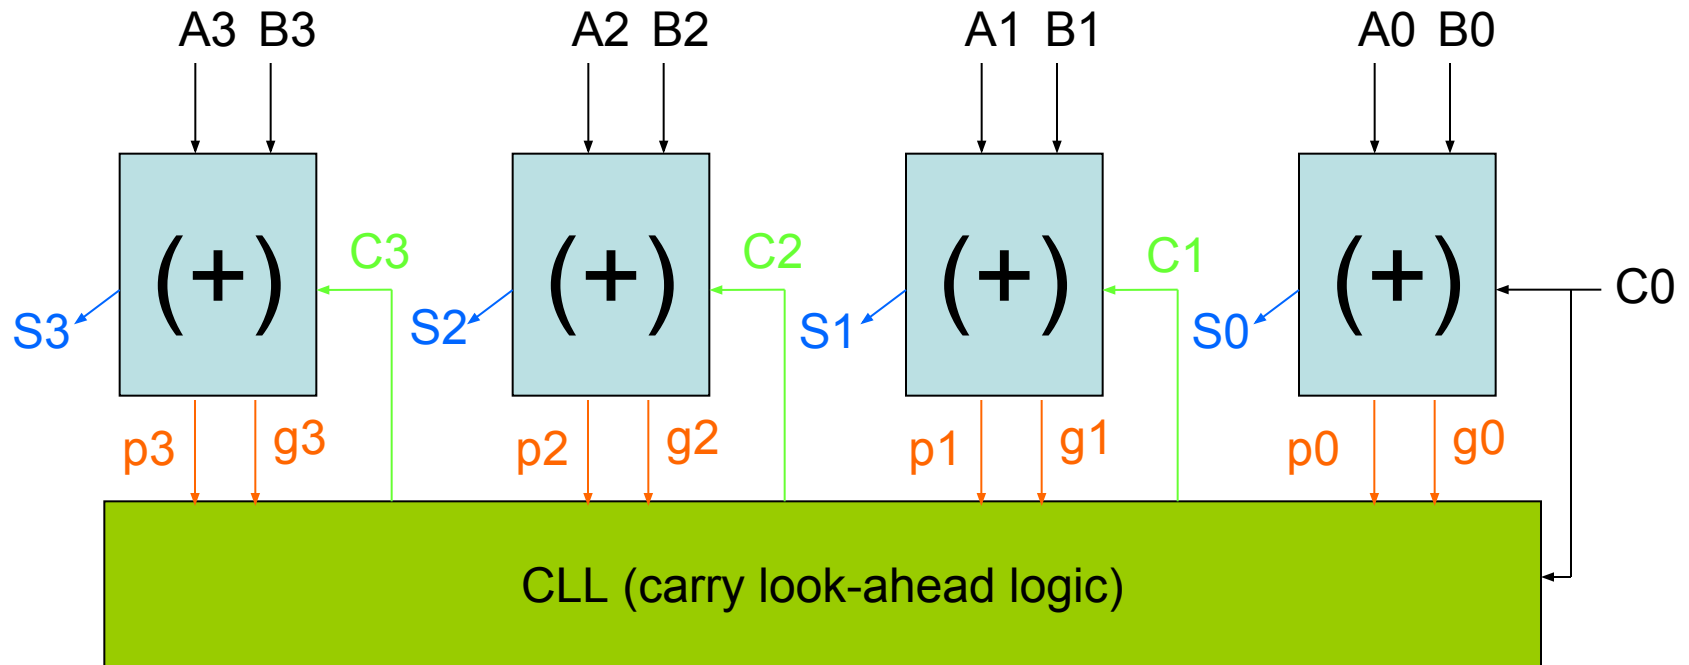 A3 B3 A2 B2 A1 B1 A0 B0
(+) C3 (+) C2 (+) C1 (+) C0
S3 S2 S1 S0
p3 g3 p2 g2 p1 g1 p0 g0
CLL (carry look-ahead logic)